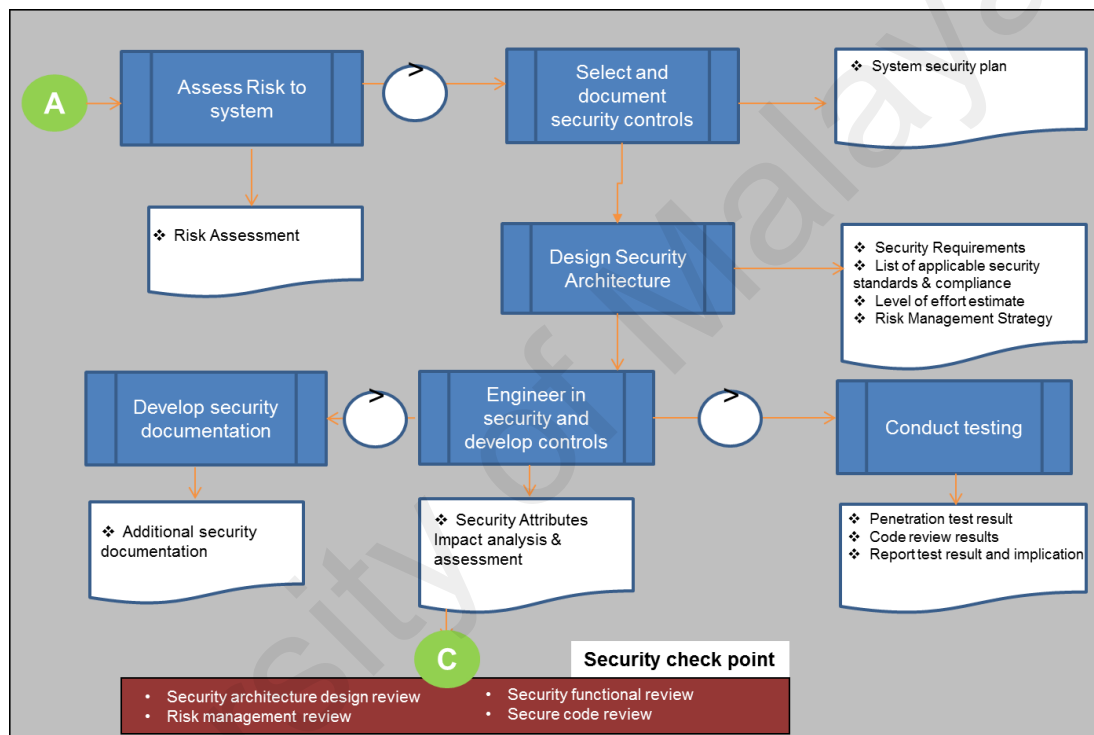 A
Assess Risk to
system
>
Select and
document
security controls
❖ System security plan
❖ Risk Assessment
Design Security
Architecture
❖ Security Requirements
❖ List of applicable security
standards & compliance
❖ Level of effort estimate
❖ Risk Management Strategy
Develop security
documentation
>
Engineer in
security and
develop controls
>
Conduct testing
❖ Additional security
documentation
❖ Security Attributes
Impact analysis &
assessment
❖ Penetration test result
❖ Code review results
❖ Report test result and implication
C
Security check point
• Security architecture design review
• Risk management review
• Security functional review
• Secure code review
rsity of Malaya